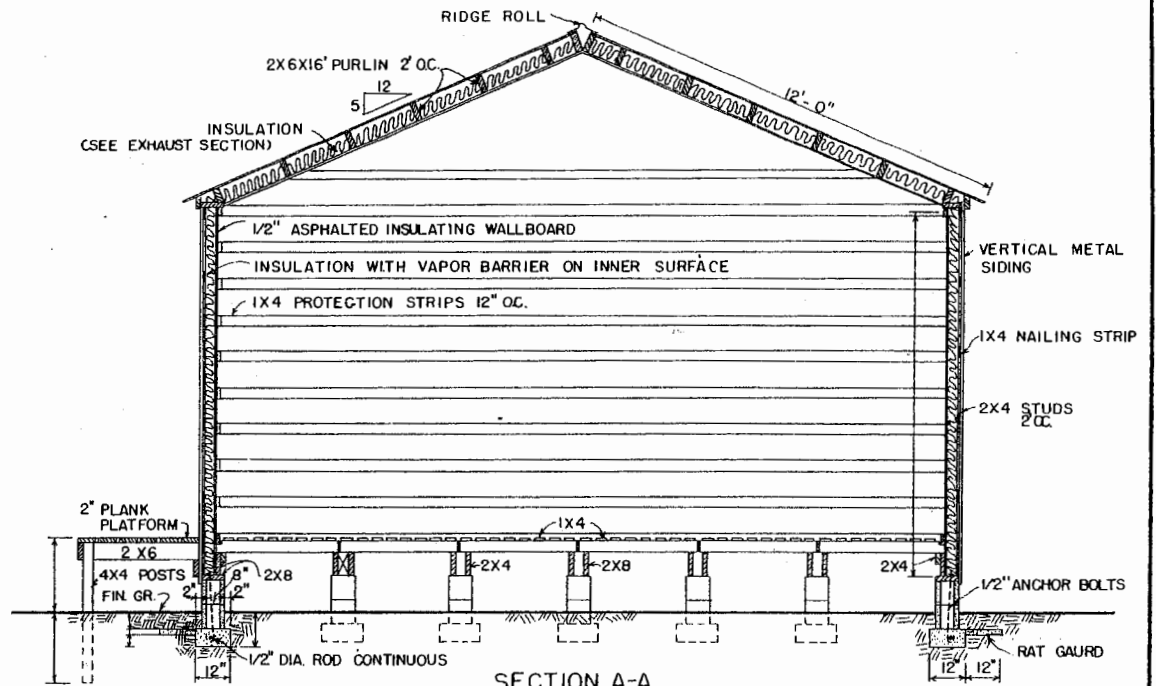 RIDGE ROLL
2X6X16' PURLIN 2' O.C.
12
5
12'-0"
INSULATION
(SEE EXHAUST SECTION)
1/2" ASPHALTED INSULATING WALLBOARD
VERTICAL METAL
SIDING
INSULATION WITH VAPOR BARRIER ON INNER SURFACE
1X4 PROTECTION STRIPS 12" O.C.
1X4 NAILING STRIP
2X4 STUDS
2'O.C.
2" PLANK
PLATFORM
1X4
2 X6
4X4 POSTS
8"
2X8
2X4
2X8
2X4
FIN. GR.
2"
2"
1/2" ANCHOR BOLTS
1/2" DIA. ROD CONTINUOUS
RAT GAURD
12"
12"
12"
SECTION A-A